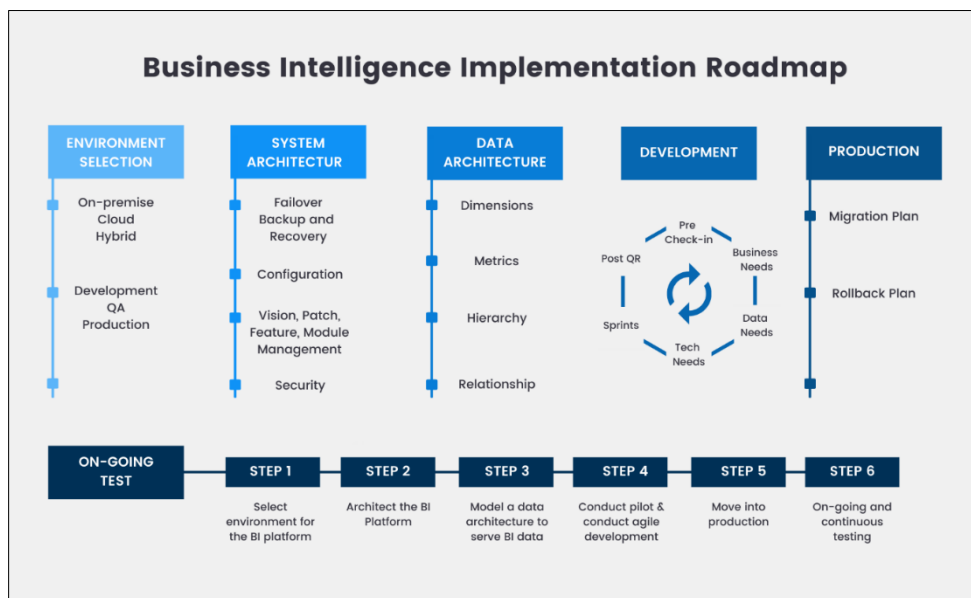 Business Intelligence Implementation Roadmap
ENVIRONMENT
SELECTION
On-premise
Cloud
Hybrid
Development
QA
Production
SYSTEM
ARCHITECTUR
Failover
Backup and
Recovery
Configuration
Vision, Patch,
Feature, Module
Management
Security
DATA
ARCHITECTURE
Dimensions
Metrics
Hierarchy
Relationship
DEVELOPMENT
Pre
Check-in
Business
Needs
Data
Needs
Tech
Needs
Sprints
Post QR
PRODUCTION
Migration Plan
Rollback Plan
ON-GOING
TEST
STEP 1
Select
environment for
the BI platform
STEP 2
Architect the BI
Platform
STEP 3
Model a data
architecture to
serve BI data
STEP 4
Conduct pilot &
conduct agile
development
STEP 5
Move into
production
STEP 6
On-going and
continuous
testing